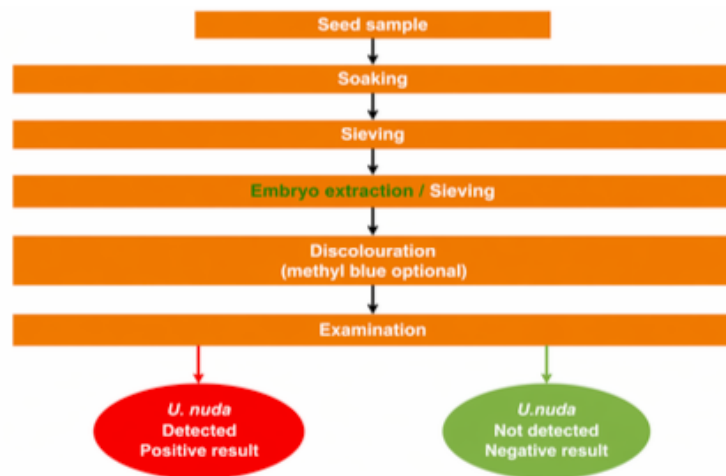 Seed sample
Soaking
Sieving
Embryo extraction / Sieving
Discolouration
(methyl blue optional)
Examination
U. nuda
Detected
Positive result
U.nuda
Not detected
Negative result